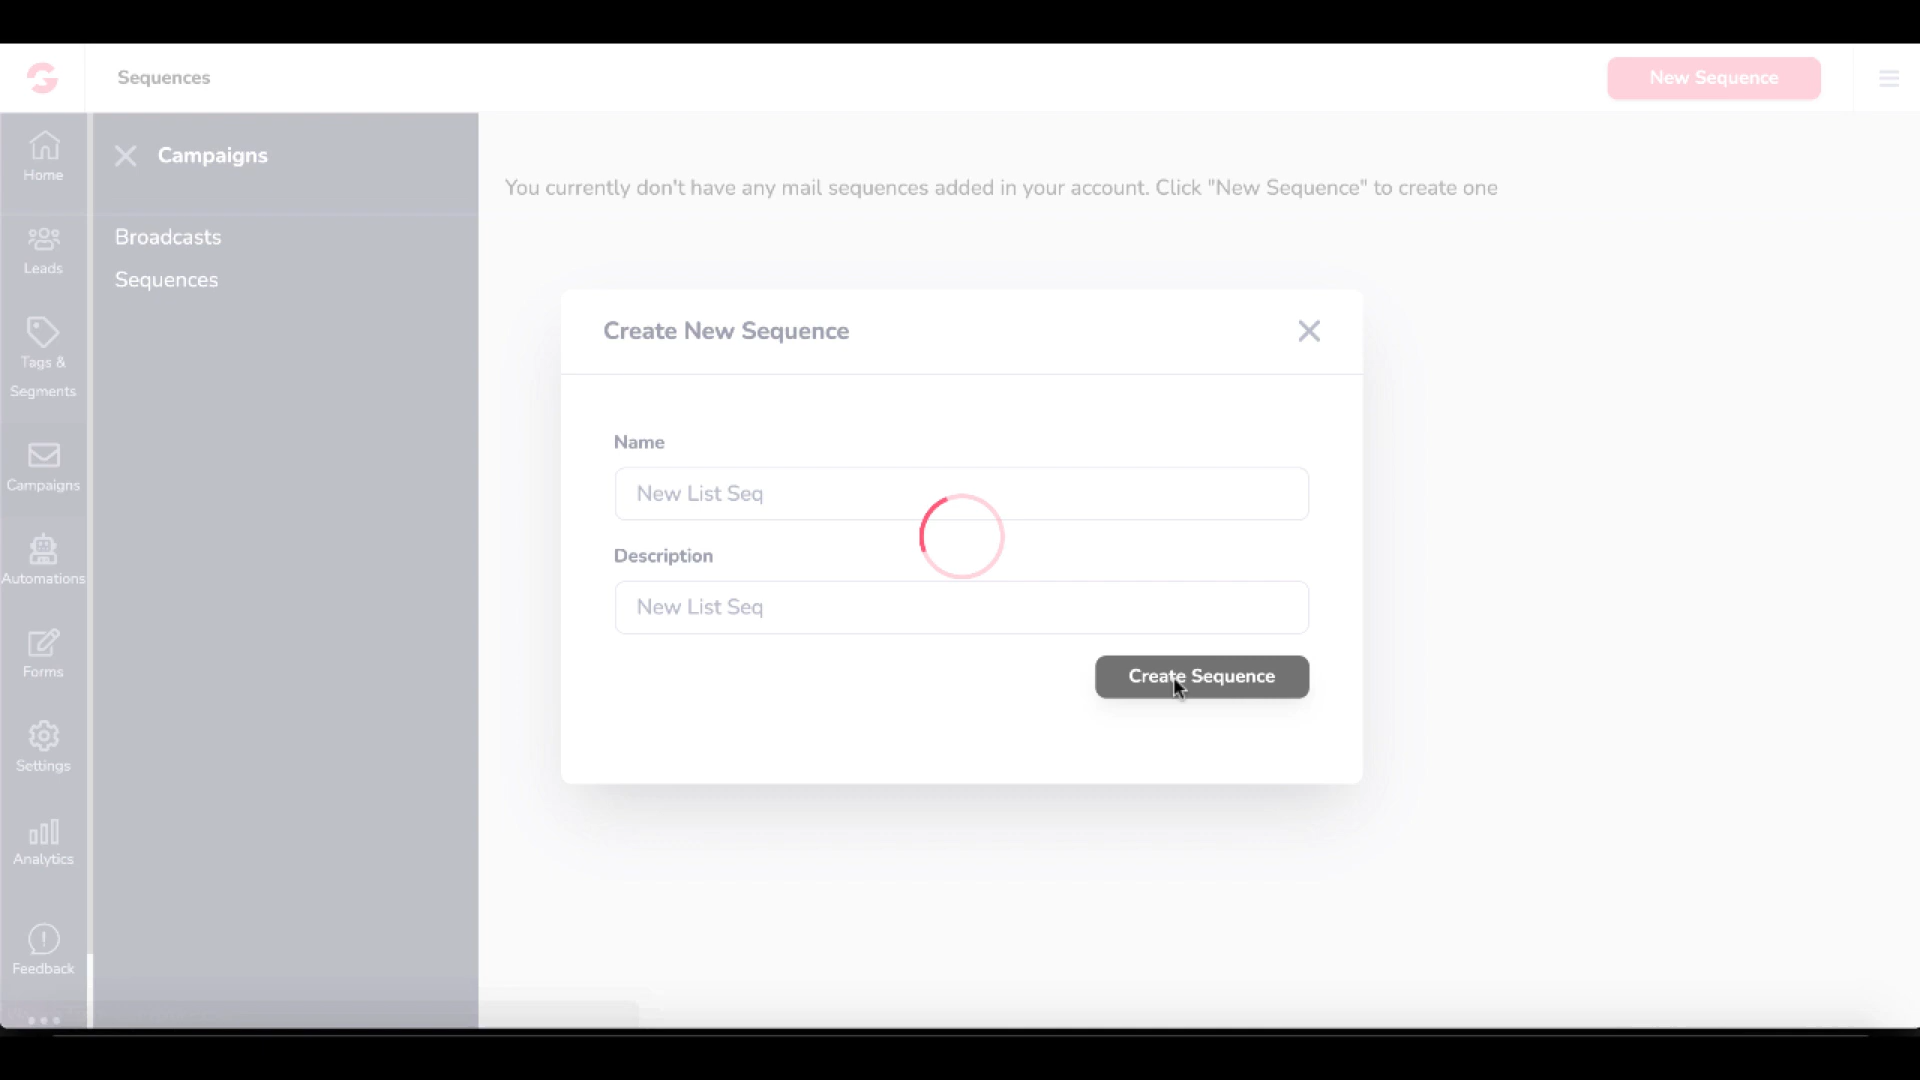 Sequences
New Sequence
Home
Leads
Tags &
Segments
Campaigns
Automations
Forms
Settings
Analytics
Feedback
Campaigns
Broadcasts
Sequences
You currently don't have any mail sequences added in your account. Click "New Sequence" to create one
Create New Sequence
Name
New List Seq
Description
New List Seq
Create Sequence